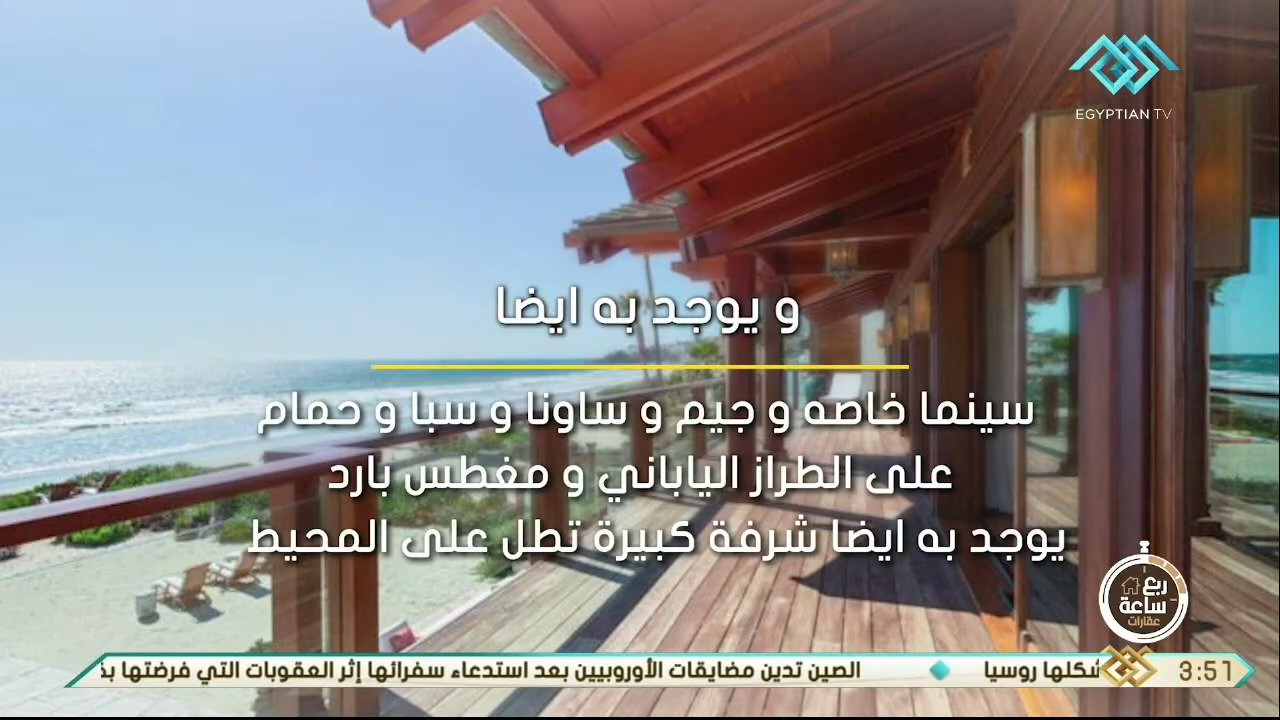 EGYPTIAN TV
و يوجد به ايضا
سينما خاصه و جيم و ساونا و سبا و حمام
على الطراز الياباني و مغطس بارد
يوجد به ايضا شرفة كبيرة تطل على المحيط
ربع
ساعة
عقارات
شكلها روسيا
الصين تدين مضايقات الأوروبيين بعد استدعاء سفرائها إثر العقوبات التي فرضتها
3:51